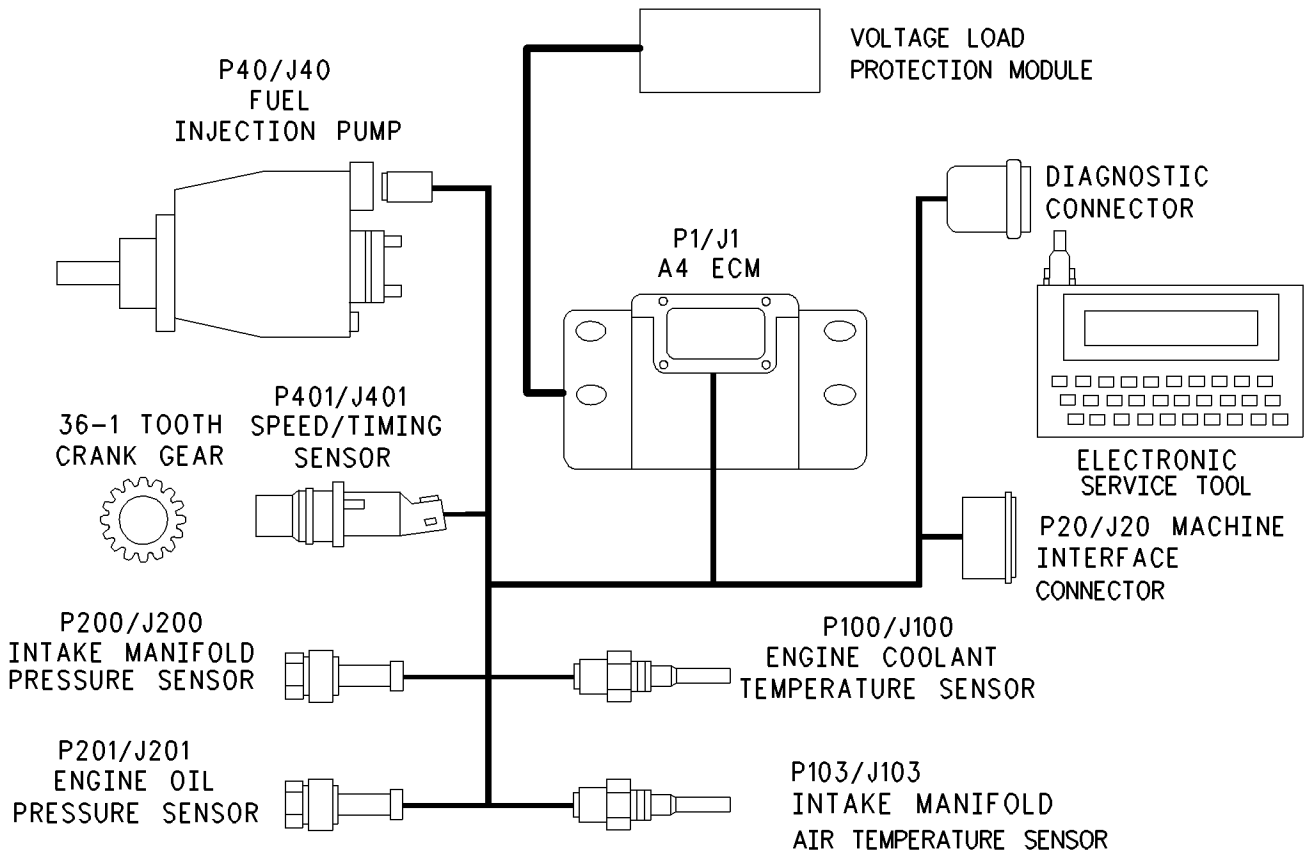 VOLTAGE LOAD
PROTECTION MODULE
P40/J40
FUEL
INJECTION PUMP
DIAGNOSTIC
CONNECTOR
P1/J1
A4 ECM
36-1 TOOTH
CRANK GEAR
P401/J401
SPEED/TIMING
SENSOR
ELECTRONIC
SERVICE TOOL
P20/J20 MACHINE
INTERFACE
CONNECTOR
P200/J200
INTAKE MANIFOLD
PRESSURE SENSOR
P100/J100
ENGINE COOLANT
TEMPERATURE SENSOR
P201/J201
ENGINE OIL
PRESSURE SENSOR
P103/J103
INTAKE MANIFOLD
AIR TEMPERATURE SENSOR